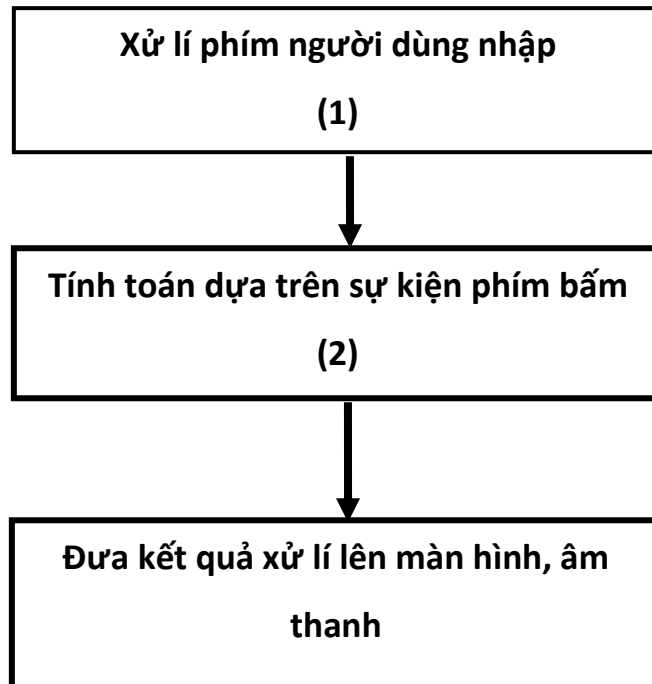 Xử lí phím người dùng nhập
(1)
Tính toán dựa trên sự kiện phím bấm
(2)
Đưa kết quả xử lí lên màn hình, âm
thanh